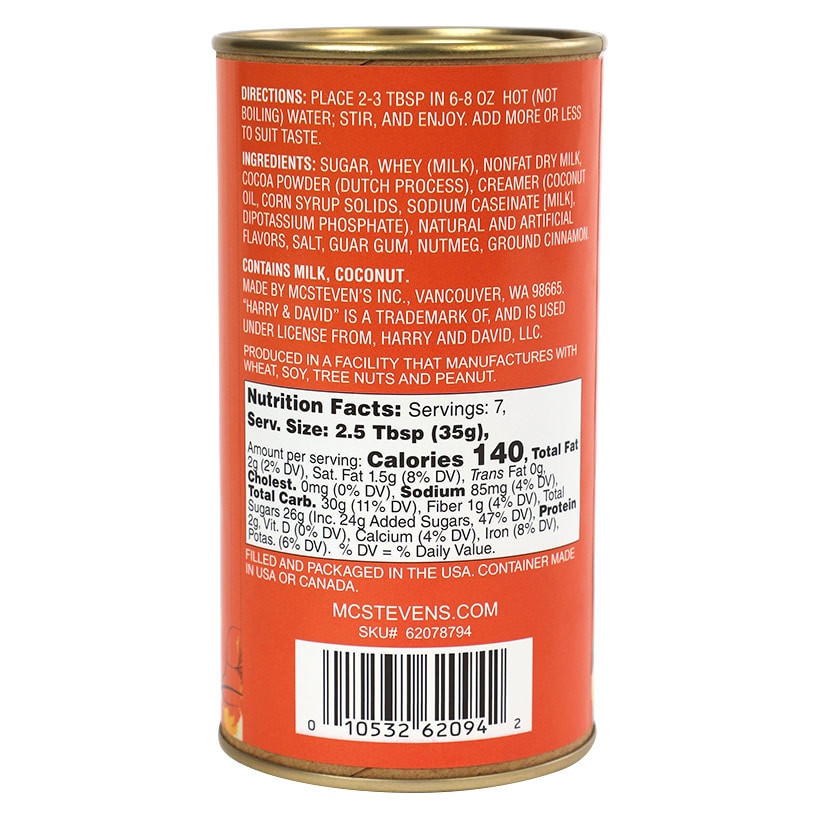 DIRECTIONS: PLACE 2-3 TBSP IN 6-8 OZ HOT (NOT
BOILING) WATER; STIR, AND ENJOY. ADD MORE OR LESS
TO SUIT TASTE.
INGREDIENTS: SUGAR, WHEY (MILK), NONFAT DRY MILK,
COCOA POWDER (DUTCH PROCESS), CREAMER (COCONUT
OIL, CORN SYRUP SOLIDS, SODIUM CASEINATE [MILK],
DIPOTASSIUM PHOSPHATE), NATURAL AND ARTIFICIAL
FLAVORS, SALT, GUAR GUM, NUTMEG, GROUND CINNAMON.
CONTAINS MILK, COCONUT.
MADE BY MCSTEVEN'S INC., VANCOUVER, WA 98665.
"HARRY & DAVID" IS A TRADEMARK OF, AND IS USED
UNDER LICENSE FROM, HARRY AND DAVID, LLC.
PRODUCED IN A FACILITY THAT MANUFACTURES WITH
WHEAT, SOY, TREE NUTS AND PEANUT.
Nutrition Facts: Servings: 7,
Serv. Size: 2.5 Tbsp (35g),
Amount per serving: Calories 140, Total Fat
2g (2% DV), Sat. Fat 1.5g (8% DV), Trans Fat 0g,
Cholest. 0mg (0% DV), Sodium 85mg (4% DV),
Total Carb. 30g (11% DV), Fiber 1g (4% DV), Total
Sugars 26g (Inc. 24g Added Sugars, 47% DV), Protein
2g, Vit. D (0% DV), Calcium (4% DV), Iron (8% DV),
Potas. (6% DV). % DV = % Daily Value.
FILLED AND PACKAGED IN THE USA. CONTAINER MADE
IN USA OR CANADA.
MCSTEVENS.COM
SKU# 62078794
0 10532 62094 2